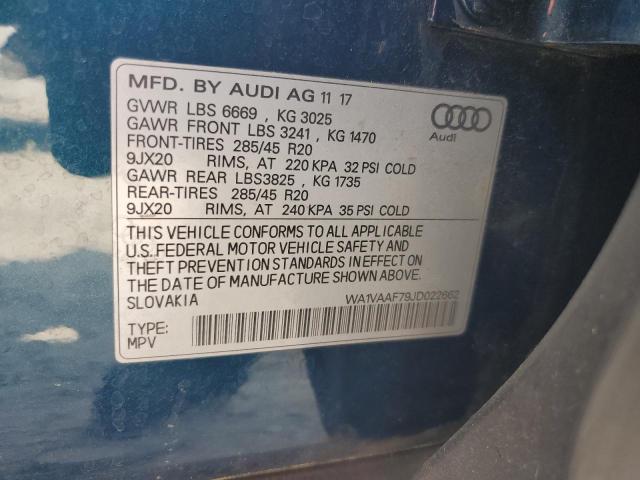 MFD. BY AUDI AG 11 17
GVWR LBS 6669 , KG 3025
GAWR FRONT LBS 3241 , KG 1470
FRONT-TIRES 285/45 R20
9JX20 RIMS, AT 220 KPA 32 PSI COLD
GAWR REAR LBS3825 , KG 1735
REAR-TIRES 285/45 R20
9JX20 RIMS, AT 240 KPA 35 PSI COLD
Audi
THIS VEHICLE CONFORMS TO ALL APPLICABLE
U.S. FEDERAL MOTOR VEHICLE SAFETY AND
THEFT PREVENTION STANDARDS IN EFFECT ON
THE DATE OF MANUFACTURE SHOWN ABOVE.
SLOVAKIA
WA1VAAF79JD022662
TYPE:
MPV